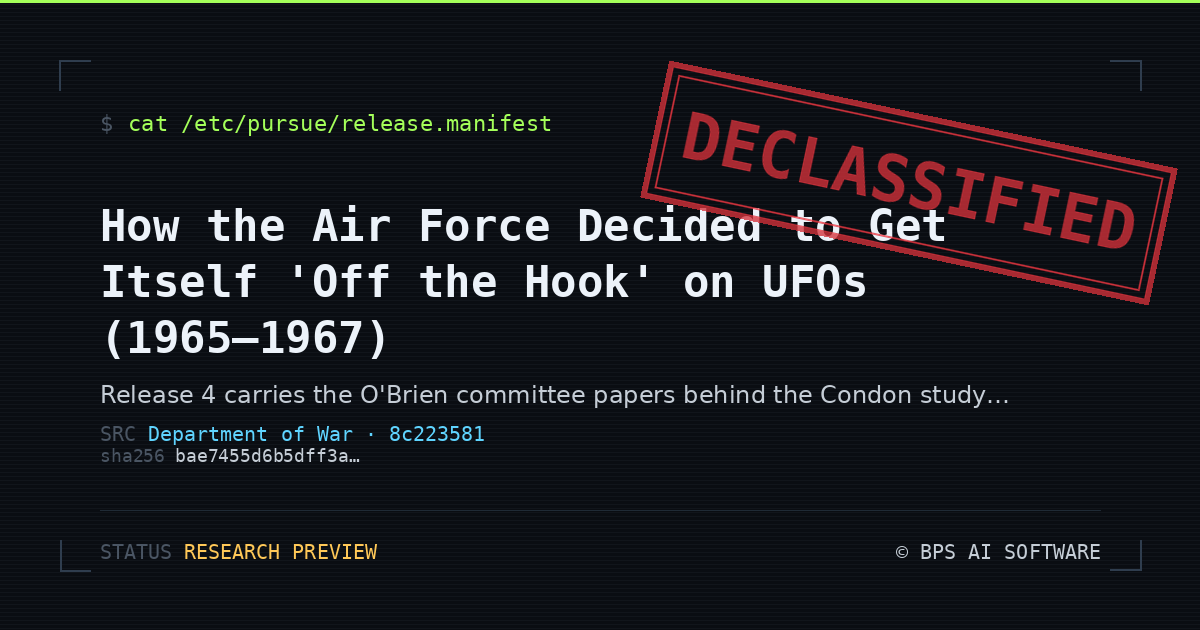 $ cat /etc/pursue/release.manifest
DECLASSIFIED
How the Air Force Decided to Get
Itself 'Off the Hook' on UFOs
(1965—1967)
Release 4 carries the O'Brien committee papers behind the Condon study…
SRC Department of War · 8c223581
sha256 bae7455d6b5dff3a…
STATUS RESEARCH PREVIEW
© BPS AI SOFTWARE